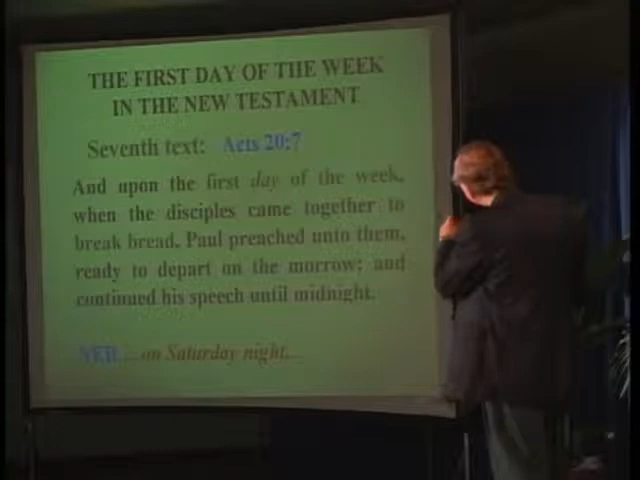 THE FIRST DAY OF THE WEEK
IN THE NEW TESTAMENT
Seventh text: Acts 20:7
And upon the first day of the week,
when the disciples came together to
break bread, Paul preached unto them,
ready to depart on the morrow; and
continued his speech until midnight.
NEB... on Saturday night...